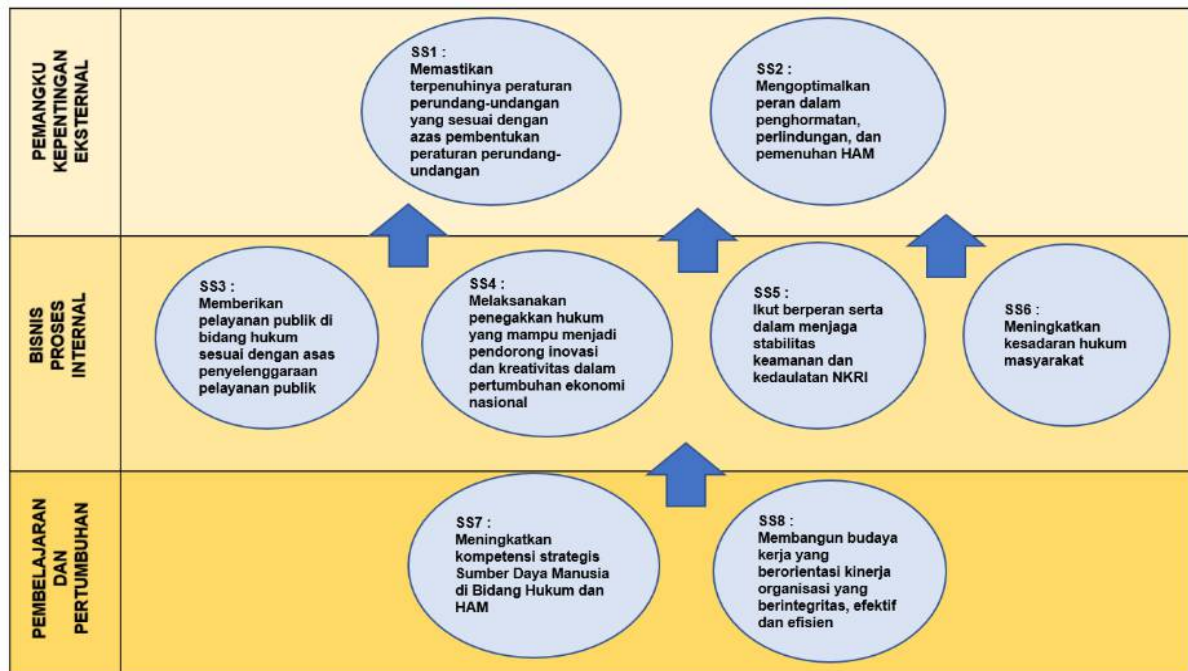 PEMANGKU
KEPENTINGAN
EKSTERNAL
SS1 :
Memastikan
terpenuhinya peraturan
perundang-undangan
yang sesuai dengan
azas pembentukan
peraturan perundang-
undangan
SS2 :
Mengoptimalkan
peran dalam
penghormatan,
perlindungan, dan
pemenuhan HAM
BISNIS
PROSES
INTERNAL
SS3 :
Memberikan
pelayanan publik di
bidang hukum
sesuai dengan asas
penyelenggaraan
pelayanan publik
SS4 :
Melaksanakan
penegakkan hukum
yang mampu menjadi
pendorong inovasi
dan kreativitas dalam
pertumbuhan ekonomi
nasional
SS5 :
Ikut berperan serta
dalam menjaga
stabilitas
keamanan dan
kedaulatan NKRI
SS6 :
Meningkatkan
kesadaran hukum
masyarakat
PEMBELAJARAN
DAN
PERTUMBUHAN
SS7 :
Meningkatkan
kompetensi strategis
Sumber Daya Manusia
di Bidang Hukum dan
HAM
SS8 :
Membangun budaya
kerja yang
berorientasi kinerja
organisasi yang
berintegritas, efektif
dan efisien